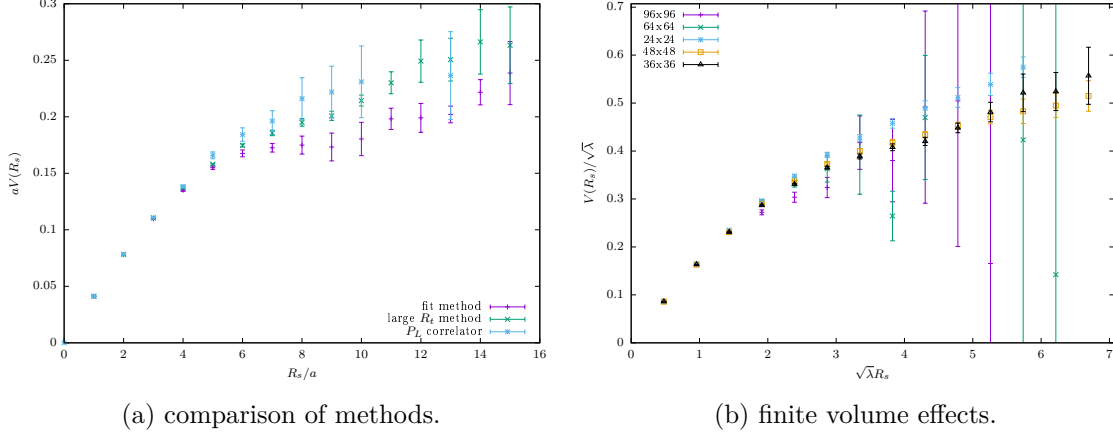 0.3
0.25
0.2
0.15
0.1
0.05
0
aV(R_s)
0 2 4 6 8 10 12 14 16
R_s/a
fit method
large R_t method
P_L correlator
(a) comparison of methods.
0.7
0.6
0.5
0.4
0.3
0.2
0.1
0
V(R_s)/√λ
0 1 2 3 4 5 6 7
√λR_s
96x96
64x64
24x24
48x48
36x36
(b) finite volume effects.